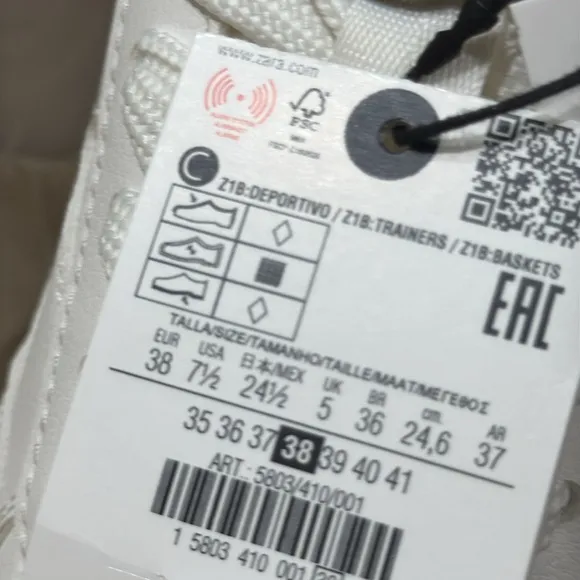 www.zara.com
FSC
C
Z1B:DEPORTIVO / Z1B:TRAINERS / Z1B:BASKETS
EAC
TALLA/SIZE/TAMANHO/TAILLE/MAAT/ΜΕΓΕΘΟΣ
EUR USA 日本/MEX UK BR cm. AR
38 7½ 24½ 5 36 24,6 37
35 36 37 38 39 40 41
ART.: 5803/410/001
1 5803 410 001